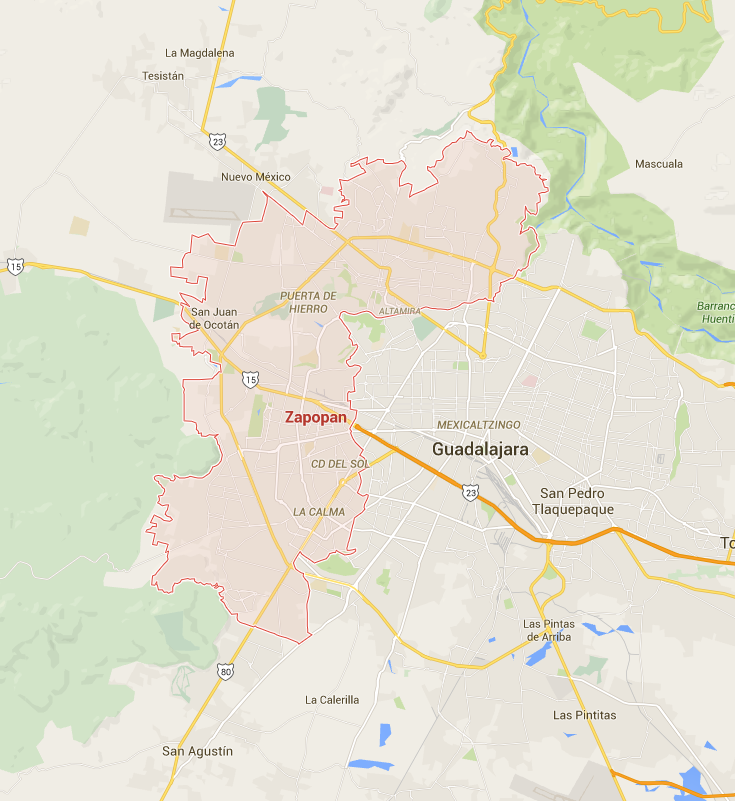 La Magdalena
Tesistán
23
Mascuala
Nuevo México
15
PUERTA DE
HIERRO
Barranc
Huenti
San Juan
de Ocotán
ALTAMIRA
15
Zapopan
MEXICALTZINGO
Guadalajara
CD DEL SOL
23
San Pedro
Tlaquepaque
LA CALMA
To
Las Pintas
de Arriba
80
La Calerilla
Las Pintitas
San Agustín